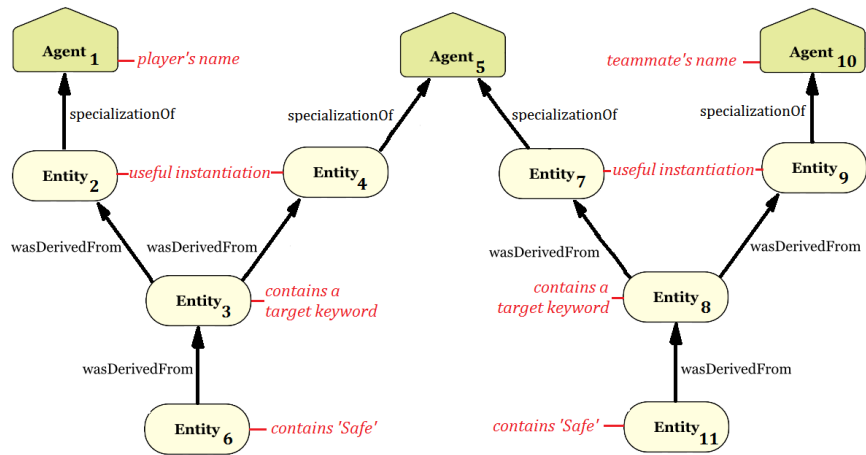 Agent 1
player's name
Agent 5
teammate's name
Agent 10
specializationOf
specializationOf
specializationOf
specializationOf
Entity 2
useful instantiation
Entity 4
Entity 7
useful instantiation
Entity 9
wasDerivedFrom
wasDerivedFrom
wasDerivedFrom
wasDerivedFrom
Entity 3
contains a
target keyword
contains a
target keyword
Entity 8
wasDerivedFrom
wasDerivedFrom
Entity 6
contains 'Safe'
contains 'Safe'
Entity 11